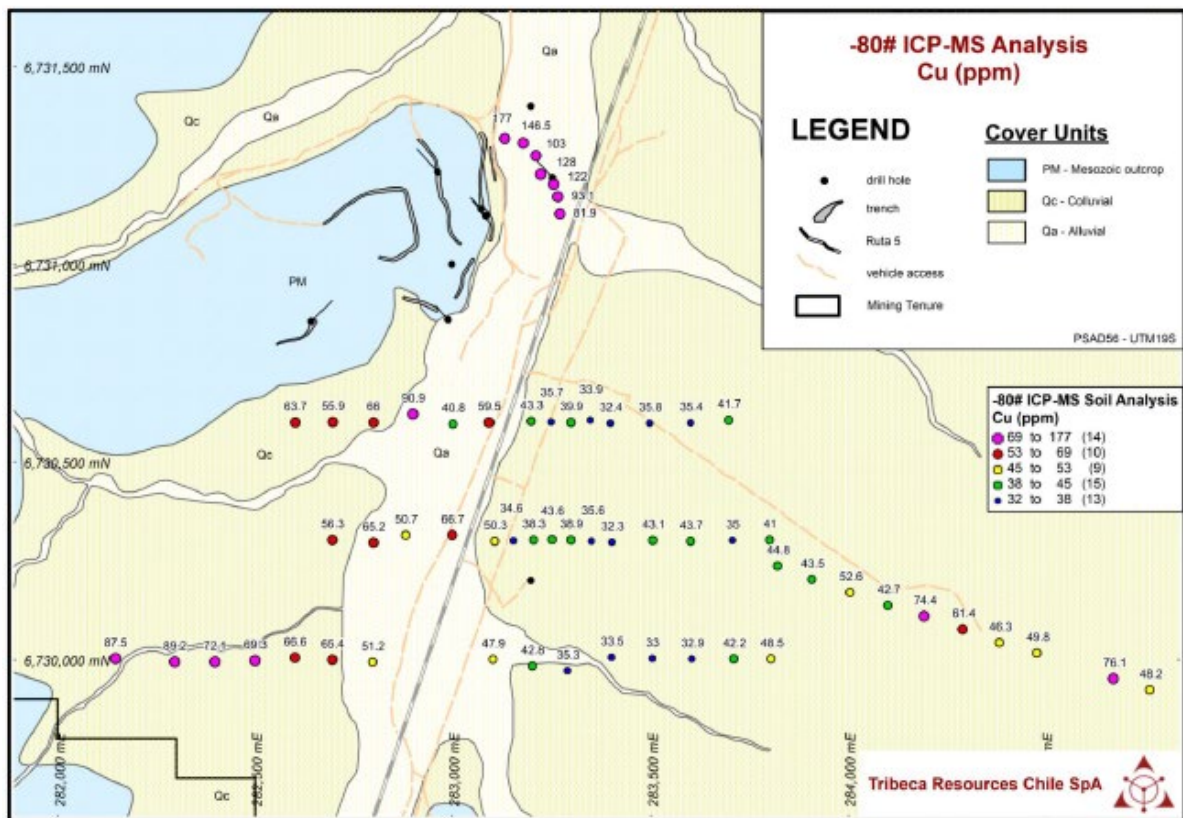 -80# ICP-MS Analysis
Cu (ppm)
LEGEND
drill hole
trench
Ruta 5
vehicle access
Mining Tenure
Cover Units
PM - Mesozoic outcrop
Qc - Colluvial
Qa - Alluvial
PSAD56 - UTM19S
-80# ICP-MS Soil Analysis
Cu (ppm)
69 to 177 (14)
53 to 69 (10)
45 to 53 (9)
38 to 45 (15)
32 to 38 (13)
6,731,500 mN
Qa
Qc
Qa
177
146.5
103
128
122
93.1
81.9
6,731,000 mN
PM
63.7 55.9 66 90.9 40.8 59.5 43.3 35.7 39.9 33.9 32.4 35.8 35.4 41.7
Qc
Qa
6,730,500 mN
56.3 65.2 50.7 66.7 50.3 34.6 38.3 43.6 38.9 35.6 32.3 43.1 43.7 35 41
44.8 43.5 52.6 42.7 74.4 61.4 46.3 49.8 76.1 48.2
87.5 89.2 72.1 69.3 66.6 65.4 51.2 47.9 42.8 35.3 33.5 33 32.9 42.2 48.5
6,730,000 mN
282,000 mE
282,500 mE
283,000 mE
283,500 mE
284,000 mE
mE
Qc
Tribeca Resources Chile SpA